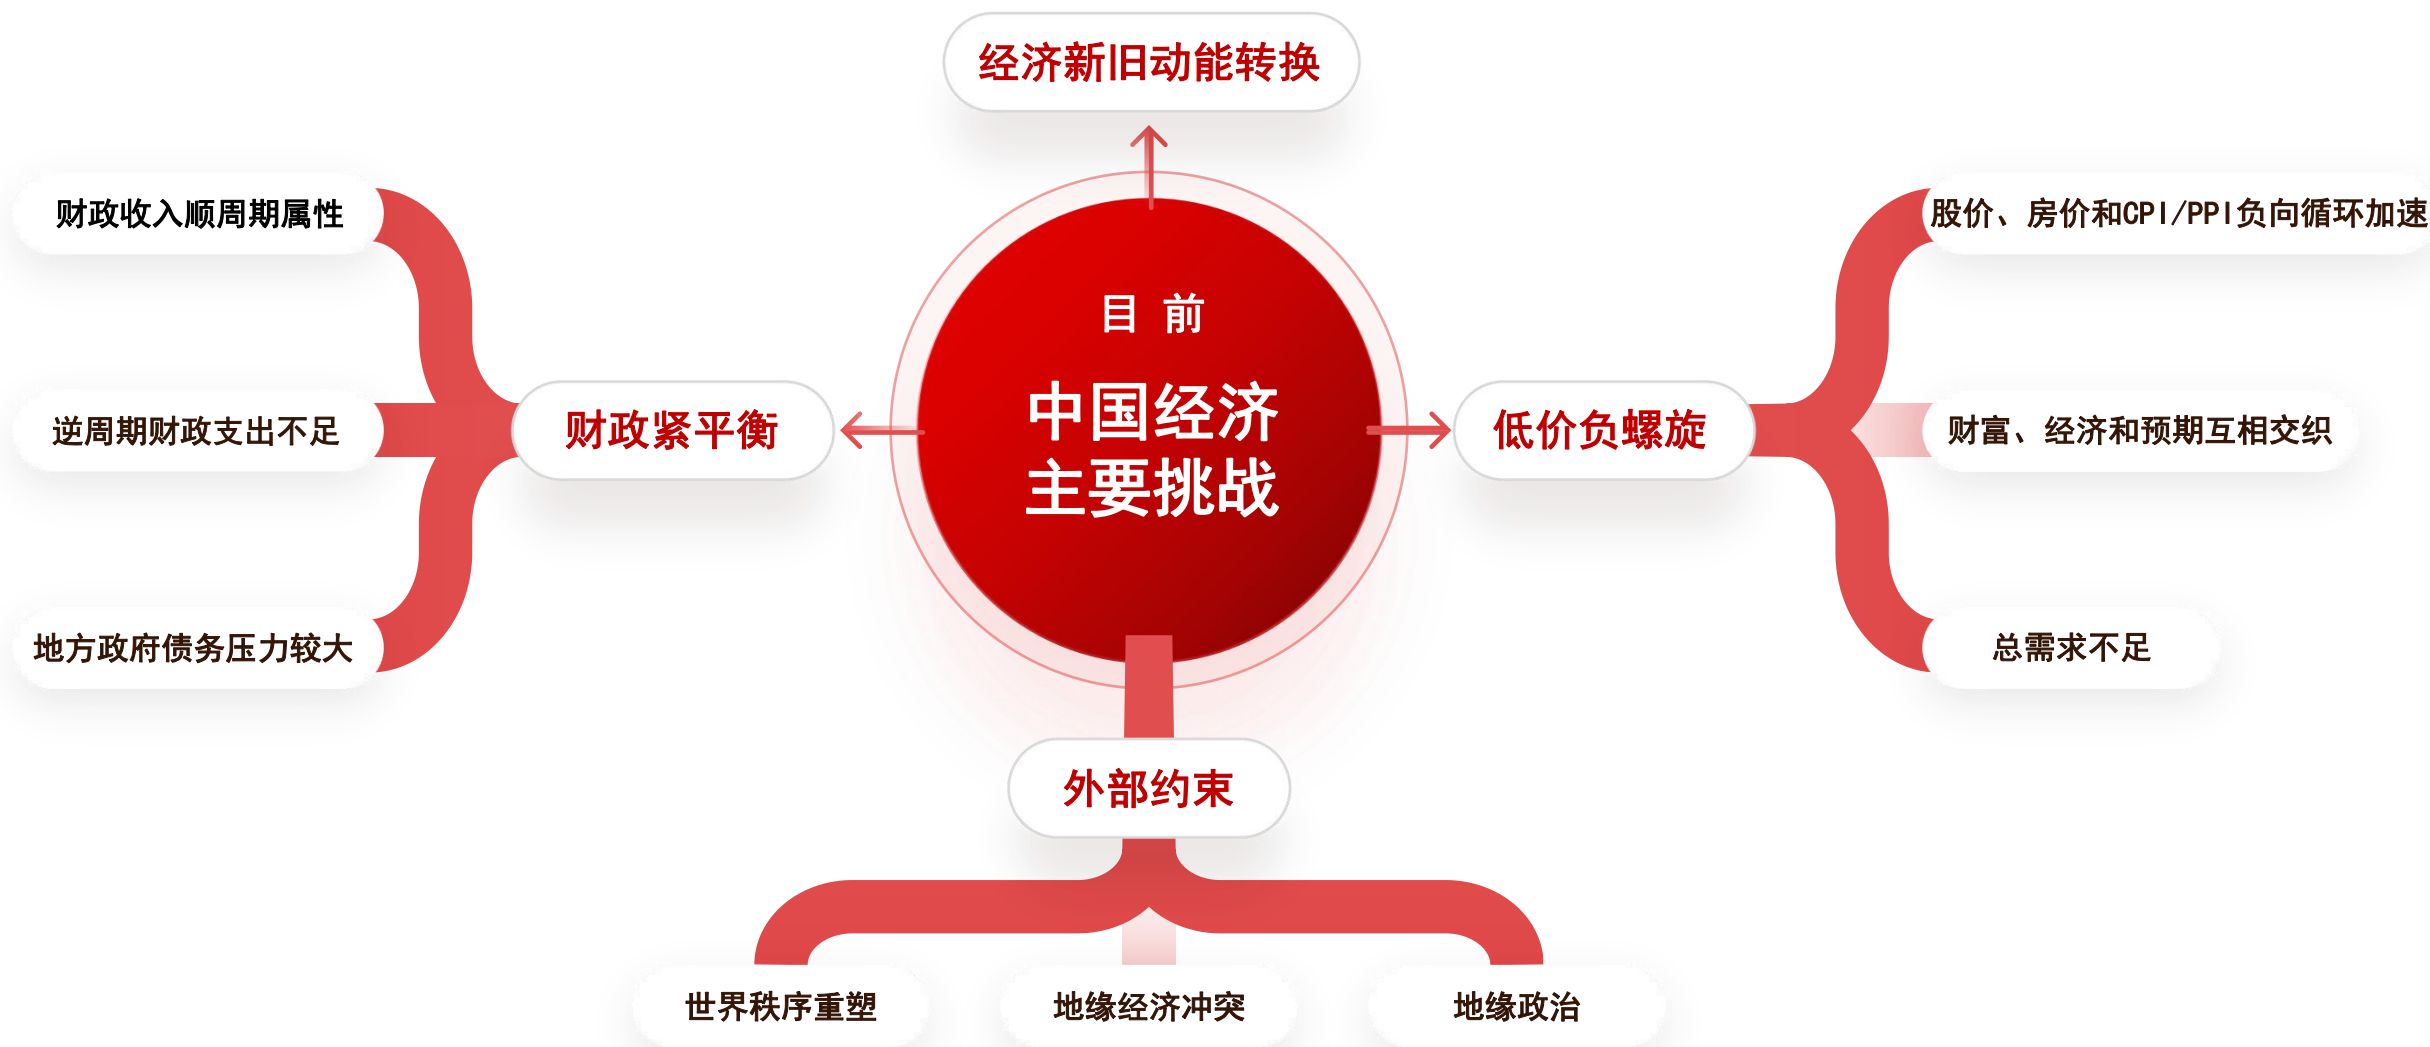 经济新旧动能转换
财政收入顺周期属性
逆周期财政支出不足
地方政府债务压力较大
财政紧平衡
目前
中国经济
主要挑战
低价负螺旋
股价、房价和CPI/PPI负向循环加速
财富、经济和预期互相交织
总需求不足
外部约束
世界秩序重塑
地缘经济冲突
地缘政治